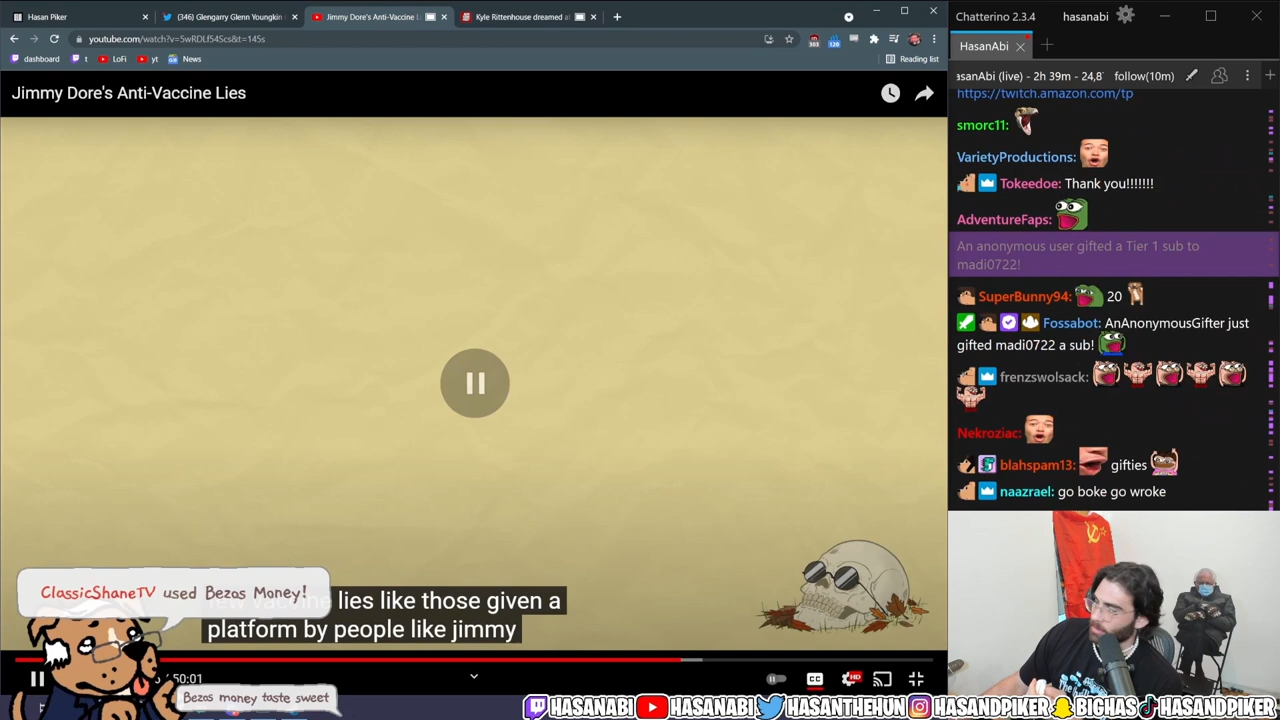 Hasan Piker
(346) Glengarry Glenn Youngkin
Jimmy Dore's Anti-Vaccine L
Kyle Rittenhouse dreamed a
youtube.com/watch?v=5wRDLf54Scs&t=145s
303
120
dashboard
t
LoFi
yt
News
Reading list
Jimmy Dore's Anti-Vaccine Lies
ClassicShaneTV used Bezos Money!
lies like those given a
platform by people like jimmy
50:01
CC
HD
Bezos money taste sweet
Chatterino 2.3.4
hasanabi
HasanAbi
asanAbi (live) - 2h 39m - 24,8
follow(10m)
https://twitch.amazon.com/tp
smorc11:
VarietyProductions:
Tokeedoe: Thank you!!!!!!!
AdventureFaps:
An anonymous user gifted a Tier 1 sub to
madi0722!
SuperBunny94: 20
Fossabot: AnAnonymousGifter just
gifted madi0722 a sub!
frenzswolsack:
Nekroziac:
blahspam13: gifties
naazrael: go boke go wroke
HASANABI HASANABI HASANTHEHUN HASANDPIKER BIGHAS HASANDPIKER